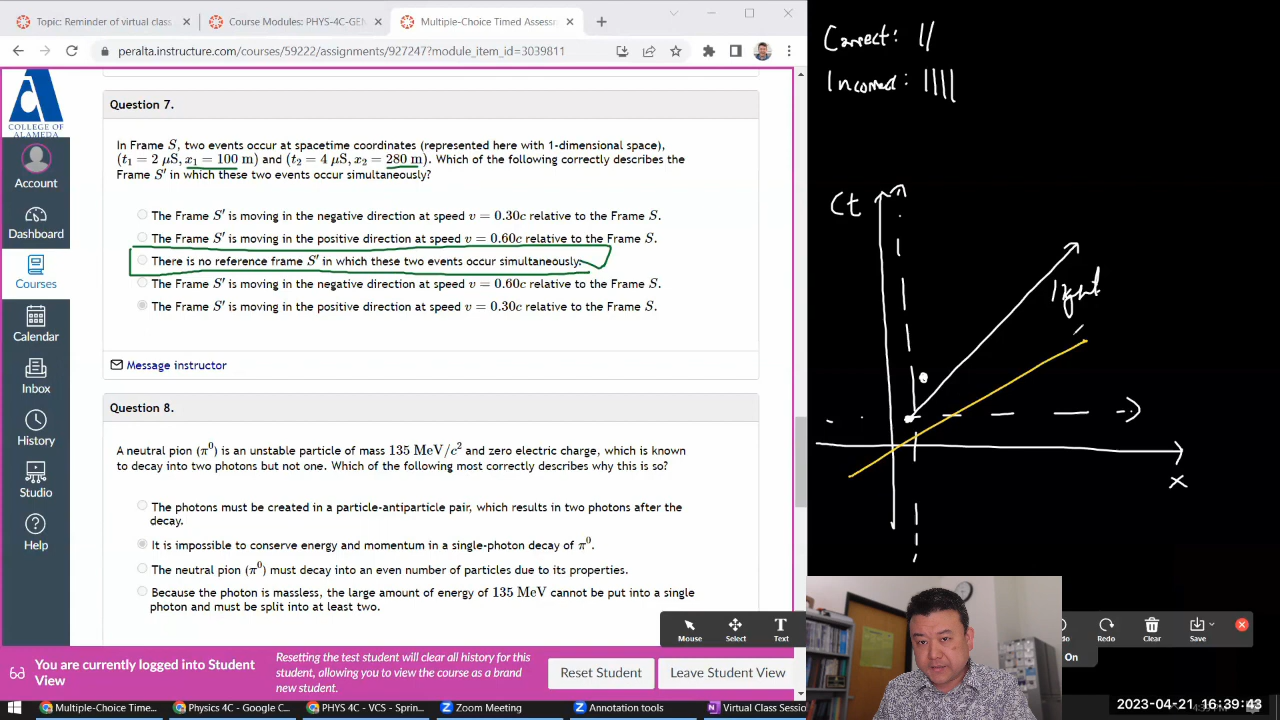 Topic: Reminder of virtual class
Course Modules: PHYS-4C-GEN
Multiple-Choice Timed Assessm
peralta.instructure.com/courses/59222/assignments/927247?module_item_id=3039811
COLLEGE OF
ALAMEDA
Account
Dashboard
Courses
Calendar
Inbox
History
Studio
Help
Question 7.
In Frame S, two events occur at spacetime coordinates (represented here with 1-dimensional space),
(t₁ = 2 μS, x₁ = 100 m) and (t₂ = 4 μS, x₂ = 280 m). Which of the following correctly describes the
Frame S′ in which these two events occur simultaneously?
The Frame S′ is moving in the negative direction at speed v = 0.30c relative to the Frame S.
The Frame S′ is moving in the positive direction at speed v = 0.60c relative to the Frame S.
There is no reference frame S′ in which these two events occur simultaneously.
The Frame S′ is moving in the negative direction at speed v = 0.60c relative to the Frame S.
The Frame S′ is moving in the positive direction at speed v = 0.30c relative to the Frame S.
Message instructor
Question 8.
A neutral pion (π⁰) is an unstable particle of mass 135 MeV/c² and zero electric charge, which is known
to decay into two photons but not one. Which of the following most correctly describes why this is so?
The photons must be created in a particle-antiparticle pair, which results in two photons after the
decay.
It is impossible to conserve energy and momentum in a single-photon decay of π⁰.
The neutral pion (π⁰) must decay into an even number of particles due to its properties.
Because the photon is massless, the large amount of energy of 135 MeV cannot be put into a single
photon and must be split into at least two.
You are currently logged into Student
View
Resetting the test student will clear all history for this
student, allowing you to view the course as a brand
new student.
Reset Student
Leave Student View
Correct: ||
Incorrect: ||||
Ct
light
x
Mouse
Select
Text
Redo
Clear
Save
On
Multiple-Choice Time...
Physics 4C - Google C...
PHYS 4C - VCS - Sprin...
Zoom Meeting
Annotation tools
Virtual Class Sessio
2023-04-21 16:39:43